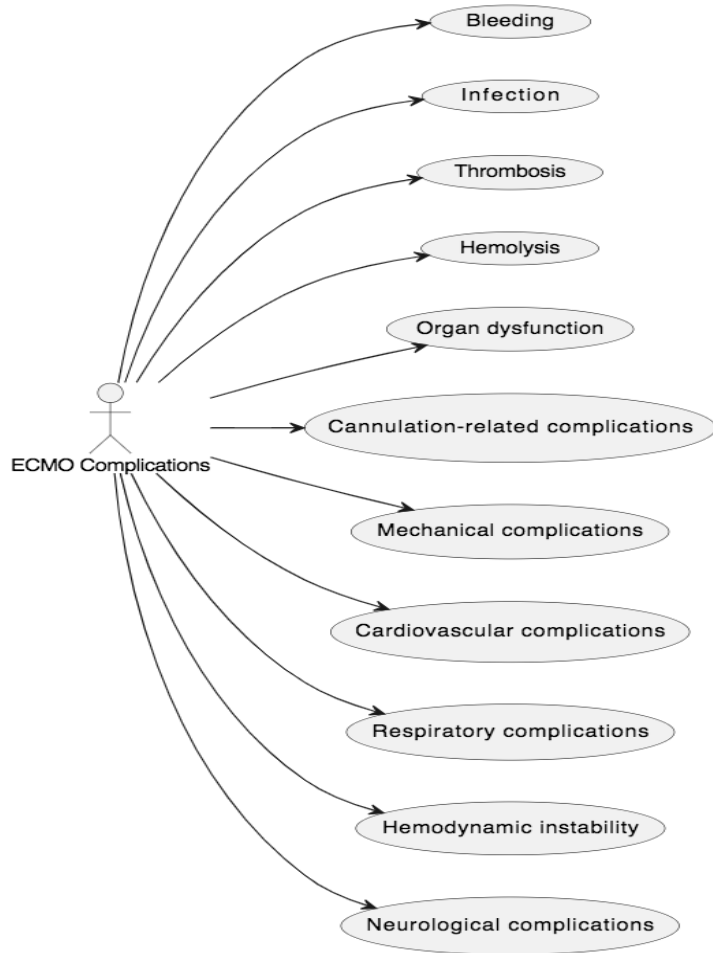 Bleeding
Infection
Thrombosis
Hemolysis
Organ dysfunction
Cannulation-related complications
ECMO Complications
Mechanical complications
Cardiovascular complications
Respiratory complications
Hemodynamic instability
Neurological complications